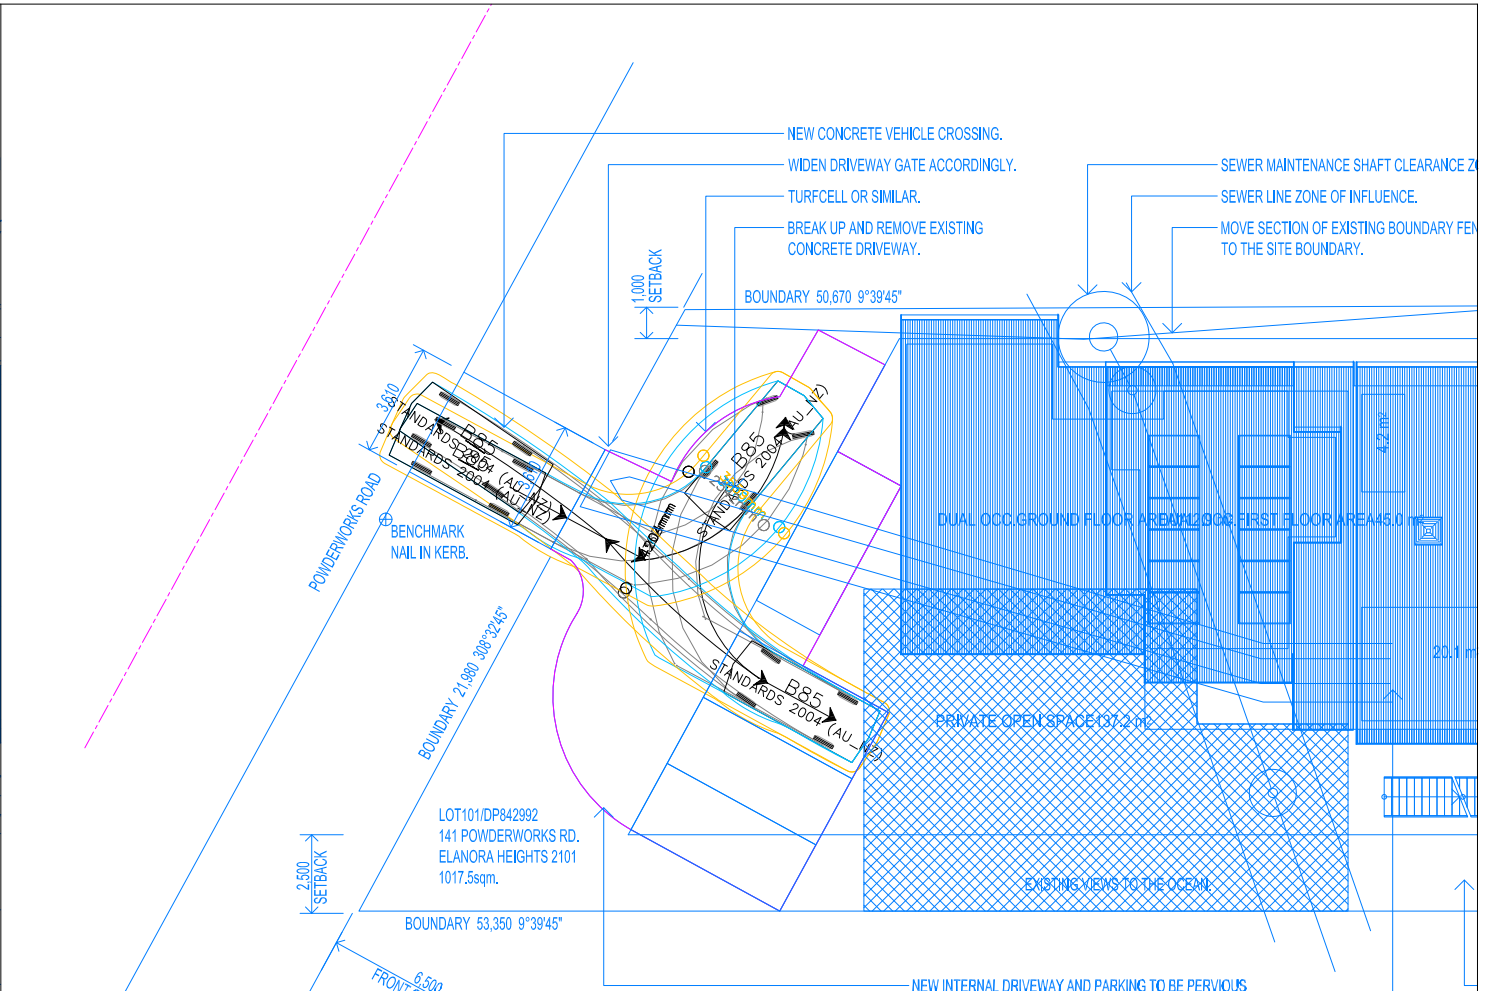 NEW CONCRETE VEHICLE CROSSING.
WIDEN DRIVEWAY GATE ACCORDINGLY.
TURFCELL OR SIMILAR.
BREAK UP AND REMOVE EXISTING
CONCRETE DRIVEWAY.
SEWER MAINTENANCE SHAFT CLEARANCE
SEWER LINE ZONE OF INFLUENCE.
MOVE SECTION OF EXISTING BOUNDARY
TO THE SITE BOUNDARY.
1,000
SETBACK
BOUNDARY 50,670 9°39'45"
3,610
STANDARDS 2004 (AU_NZ)
B85
STANDARDS 2004 (AU_NZ)
B85
B85
STANDARDS 2004 (AU_NZ)
POWDERWORKS ROAD
BENCHMARK
NAIL IN KERB.
4.2 m²
DUAL OCC.GROUND FLOOR
FIRST FLOOR AREA45.0
BOUNDARY 21,980 308°32'45"
B85
STANDARDS 2004 (AU_NZ)
20.1
PRIVATE OPEN SPACE137.2 m²
LOT101/DP842992
141 POWDERWORKS RD.
ELANORA HEIGHTS 2101
1017.5sqm.
2,500
SETBACK
EXISTING VIEWS TO THE OCEAN.
BOUNDARY 53,350 9°39'45"
6,500
NEW INTERNAL DRIVEWAY AND PARKING TO BE PERVIOUS